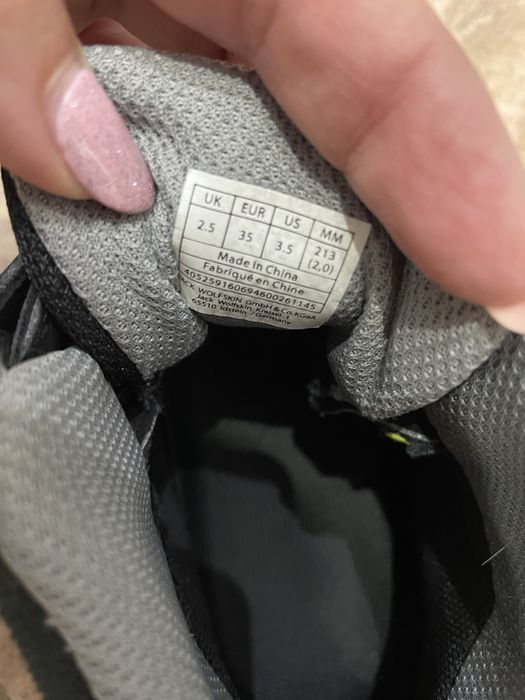 UK EUR US MM
2.5 35 3.5 213 (2,0)
Made in China
Fabriqué en Chine
4052591606946002611​45
Jack WOLFSKIN GmbH & Co. KGaA
Jack Wolfskin Kreisel 1
65510 Idstein / Germany